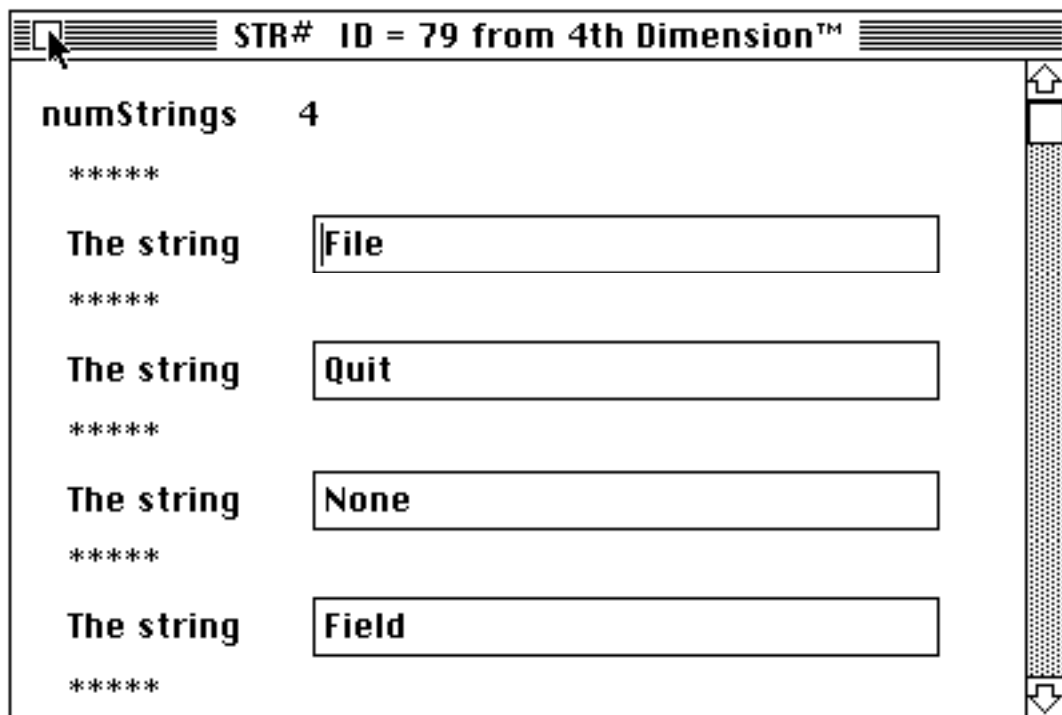 STR# ID = 79 from 4th Dimension™
numStrings 4
*****
The string File
*****
The string Quit
*****
The string None
*****
The string Field
*****